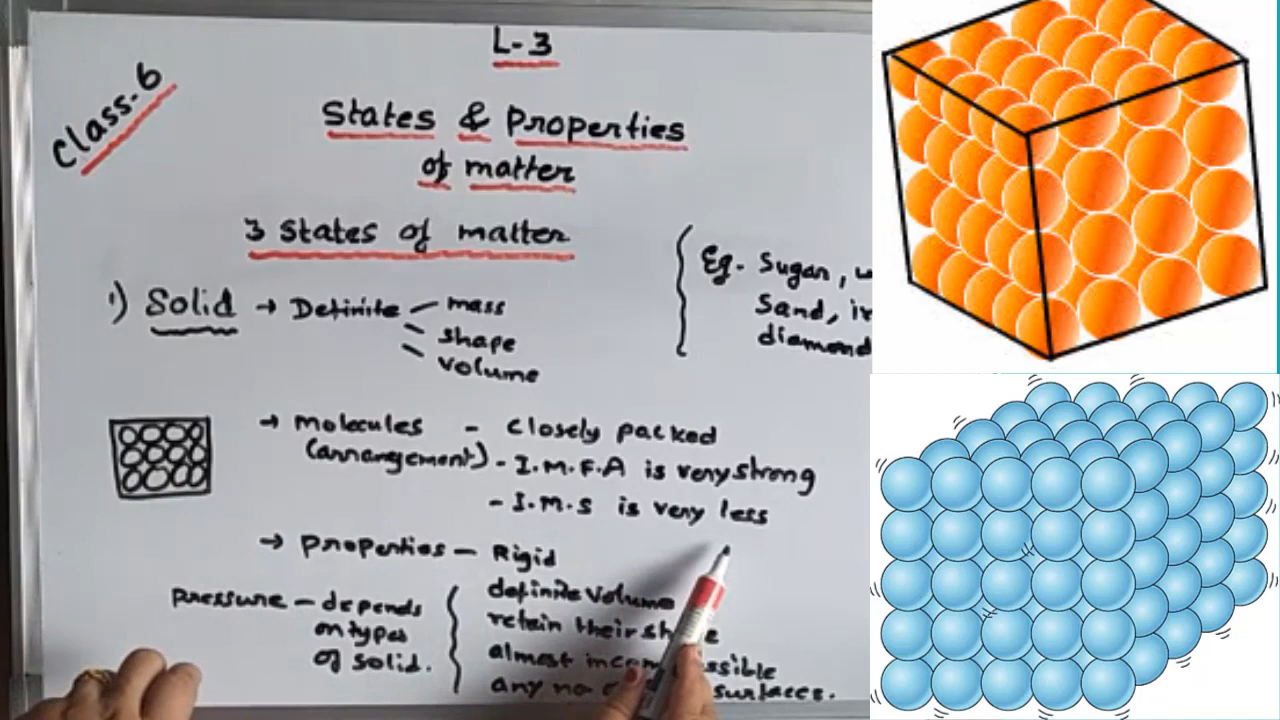 L-3
Class-6
States & Properties
of matter
3 States of matter
1) Solid → Definite - mass
shape
volume
Eg. Sugar,
Sand,
diamond
→ Molecules - closely packed
(arrangement) - I.M.F.A is very strong
- I.M.S is very less
→ Properties - Rigid
definite volume
retain their
almost
any no surfaces.
Pressure - depends
on types
of solid.